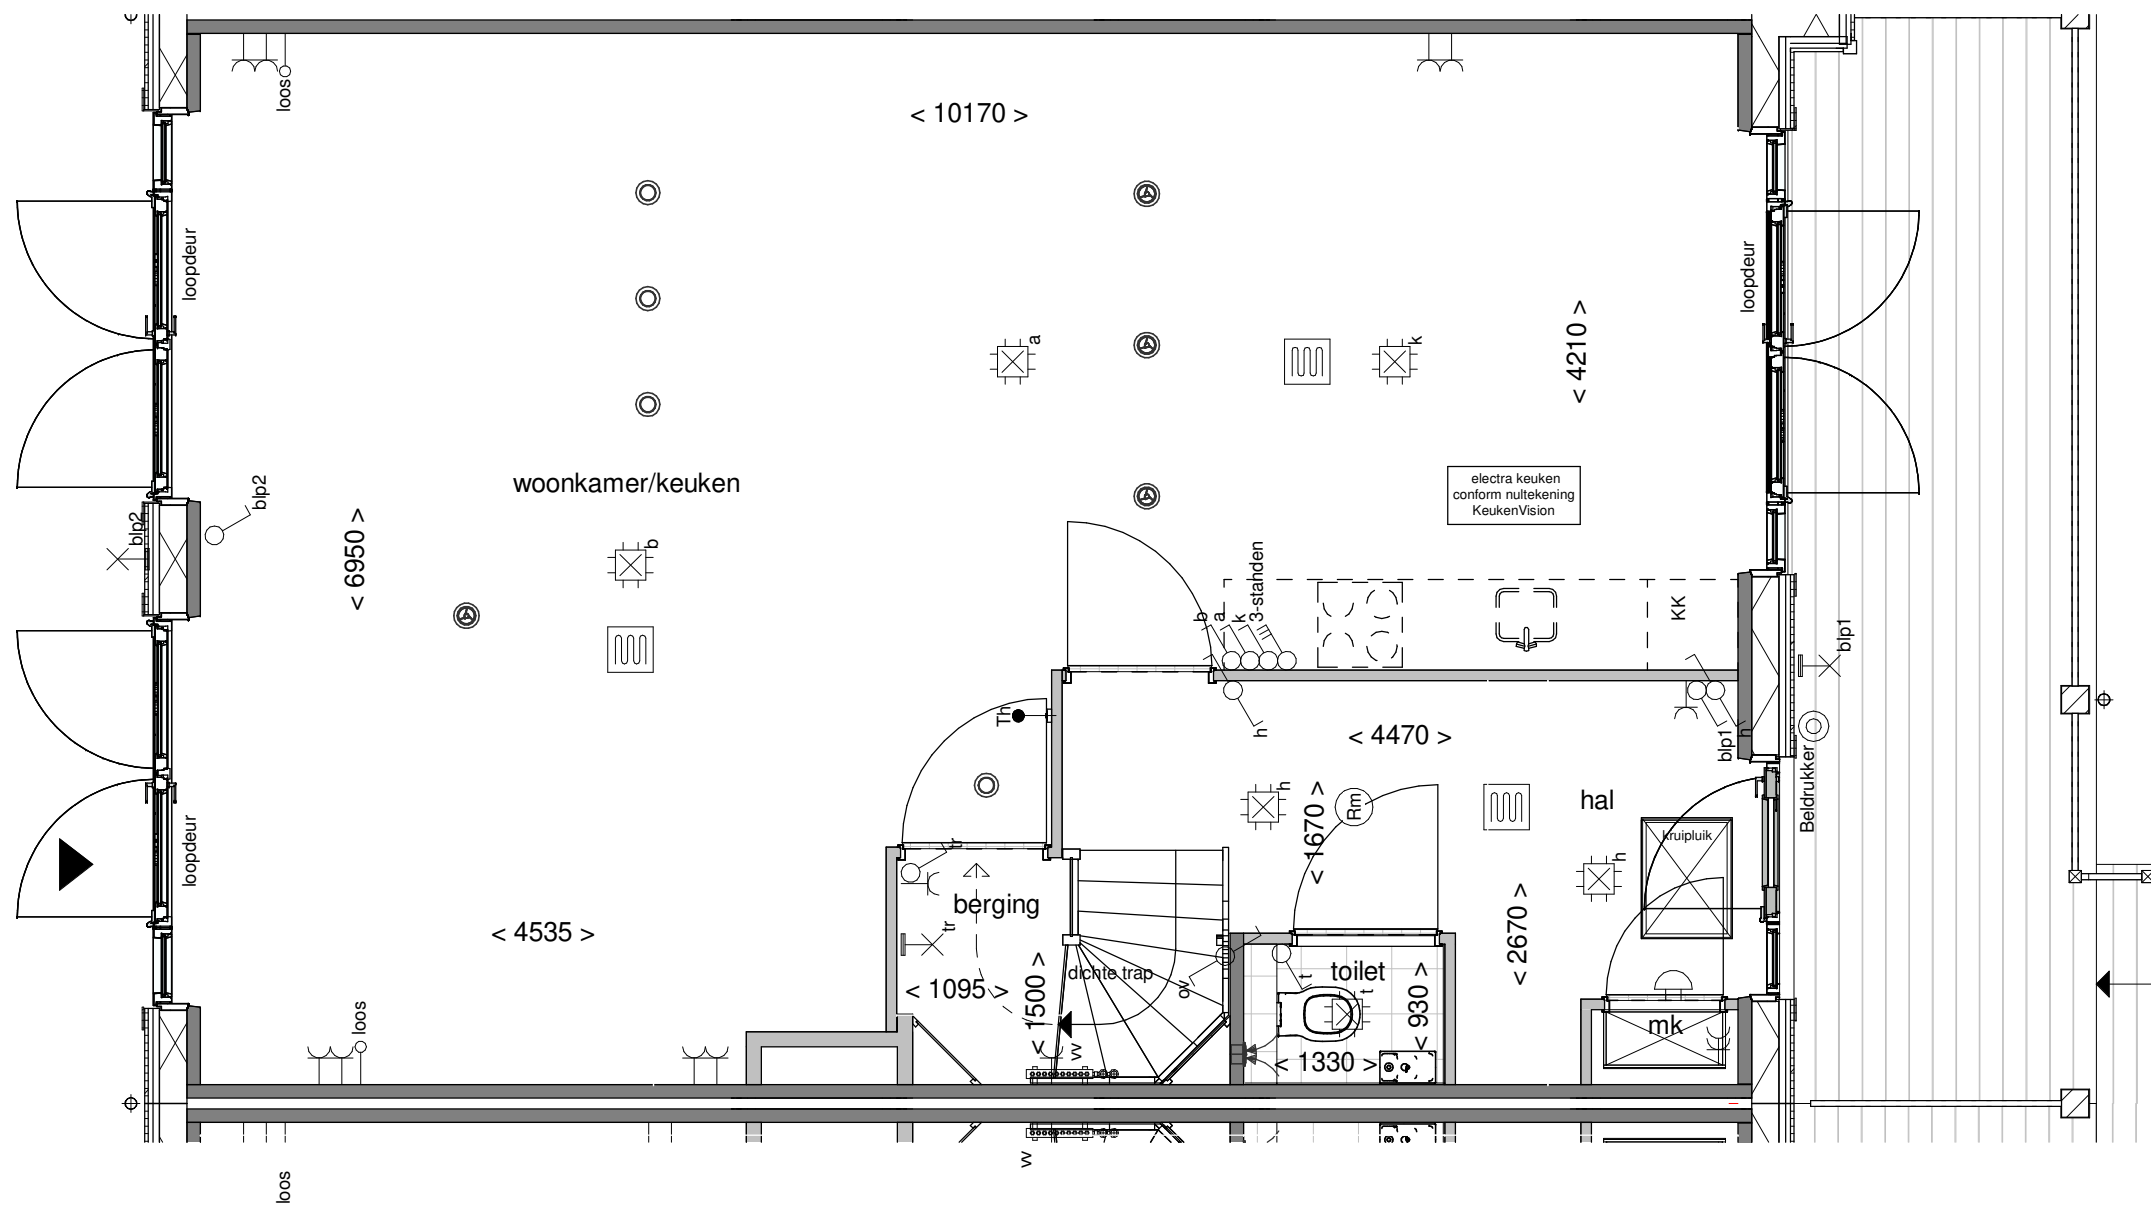 loos
< 10170 >
loopdeur
loopdeur
a
k
< 4210 >
woonkamer/keuken
electra keuken
conform nultekening
KeukenVision
blp2
blp2
< 6950 >
b
b
a
k
3-standen
KK
blp1
Th
h
< 4470 >
blp1
h
Beldrukker
h
< 1670 >
Rm
hal
kruipluik
loopdeur
tr
h
berging
< 4535 >
tr
< 2670 >
dichte trap
toilet
< 1095 >
< 1500 >
ov
t
t
< 930 >
loos
mk
vv
< 1330 >
vv
loos